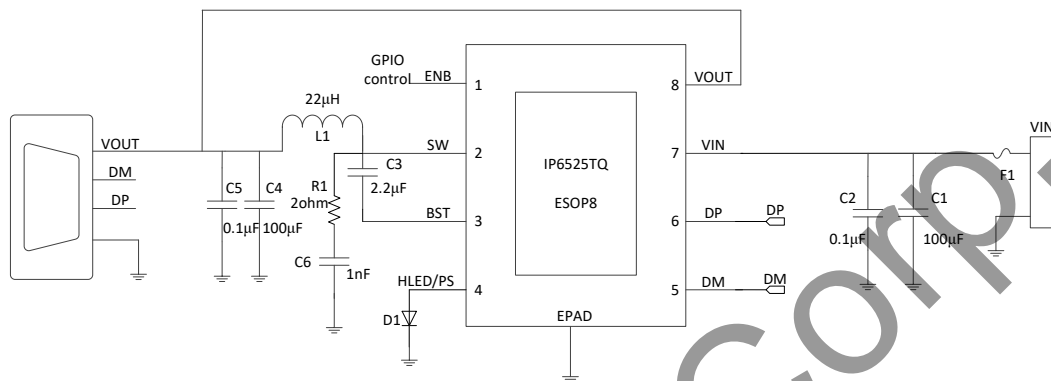 GPIO
control
ENB
1
8
VOUT
22μH
L1
VOUT
SW
2
7
VIN
VIN
F1
DM
DP
C3
2.2μF
IP6525TQ
ESOP8
R1
2ohm
C5
C4
0.1μF
100μF
BST
3
6
DP
DP
C2
C1
0.1μF
100μF
C6
1nF
HLED/PS
4
5
DM
DM
D1
EPAD
Corp